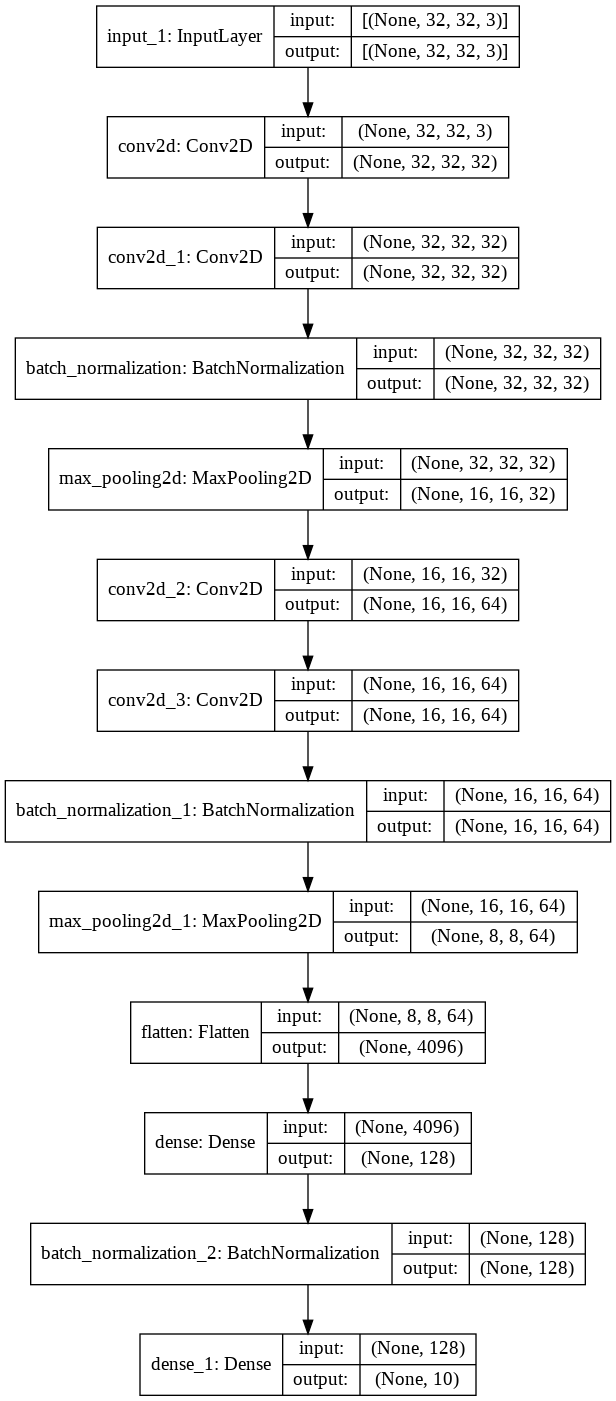 input_1: InputLayer
input: [(None, 32, 32, 3)]
output: [(None, 32, 32, 3)]
conv2d: Conv2D
input: (None, 32, 32, 3)
output: (None, 32, 32, 32)
conv2d_1: Conv2D
input: (None, 32, 32, 32)
output: (None, 32, 32, 32)
batch_normalization: BatchNormalization
input: (None, 32, 32, 32)
output: (None, 32, 32, 32)
max_pooling2d: MaxPooling2D
input: (None, 32, 32, 32)
output: (None, 16, 16, 32)
conv2d_2: Conv2D
input: (None, 16, 16, 32)
output: (None, 16, 16, 64)
conv2d_3: Conv2D
input: (None, 16, 16, 64)
output: (None, 16, 16, 64)
batch_normalization_1: BatchNormalization
input: (None, 16, 16, 64)
output: (None, 16, 16, 64)
max_pooling2d_1: MaxPooling2D
input: (None, 16, 16, 64)
output: (None, 8, 8, 64)
flatten: Flatten
input: (None, 8, 8, 64)
output: (None, 4096)
dense: Dense
input: (None, 4096)
output: (None, 128)
batch_normalization_2: BatchNormalization
input: (None, 128)
output: (None, 128)
dense_1: Dense
input: (None, 128)
output: (None, 10)